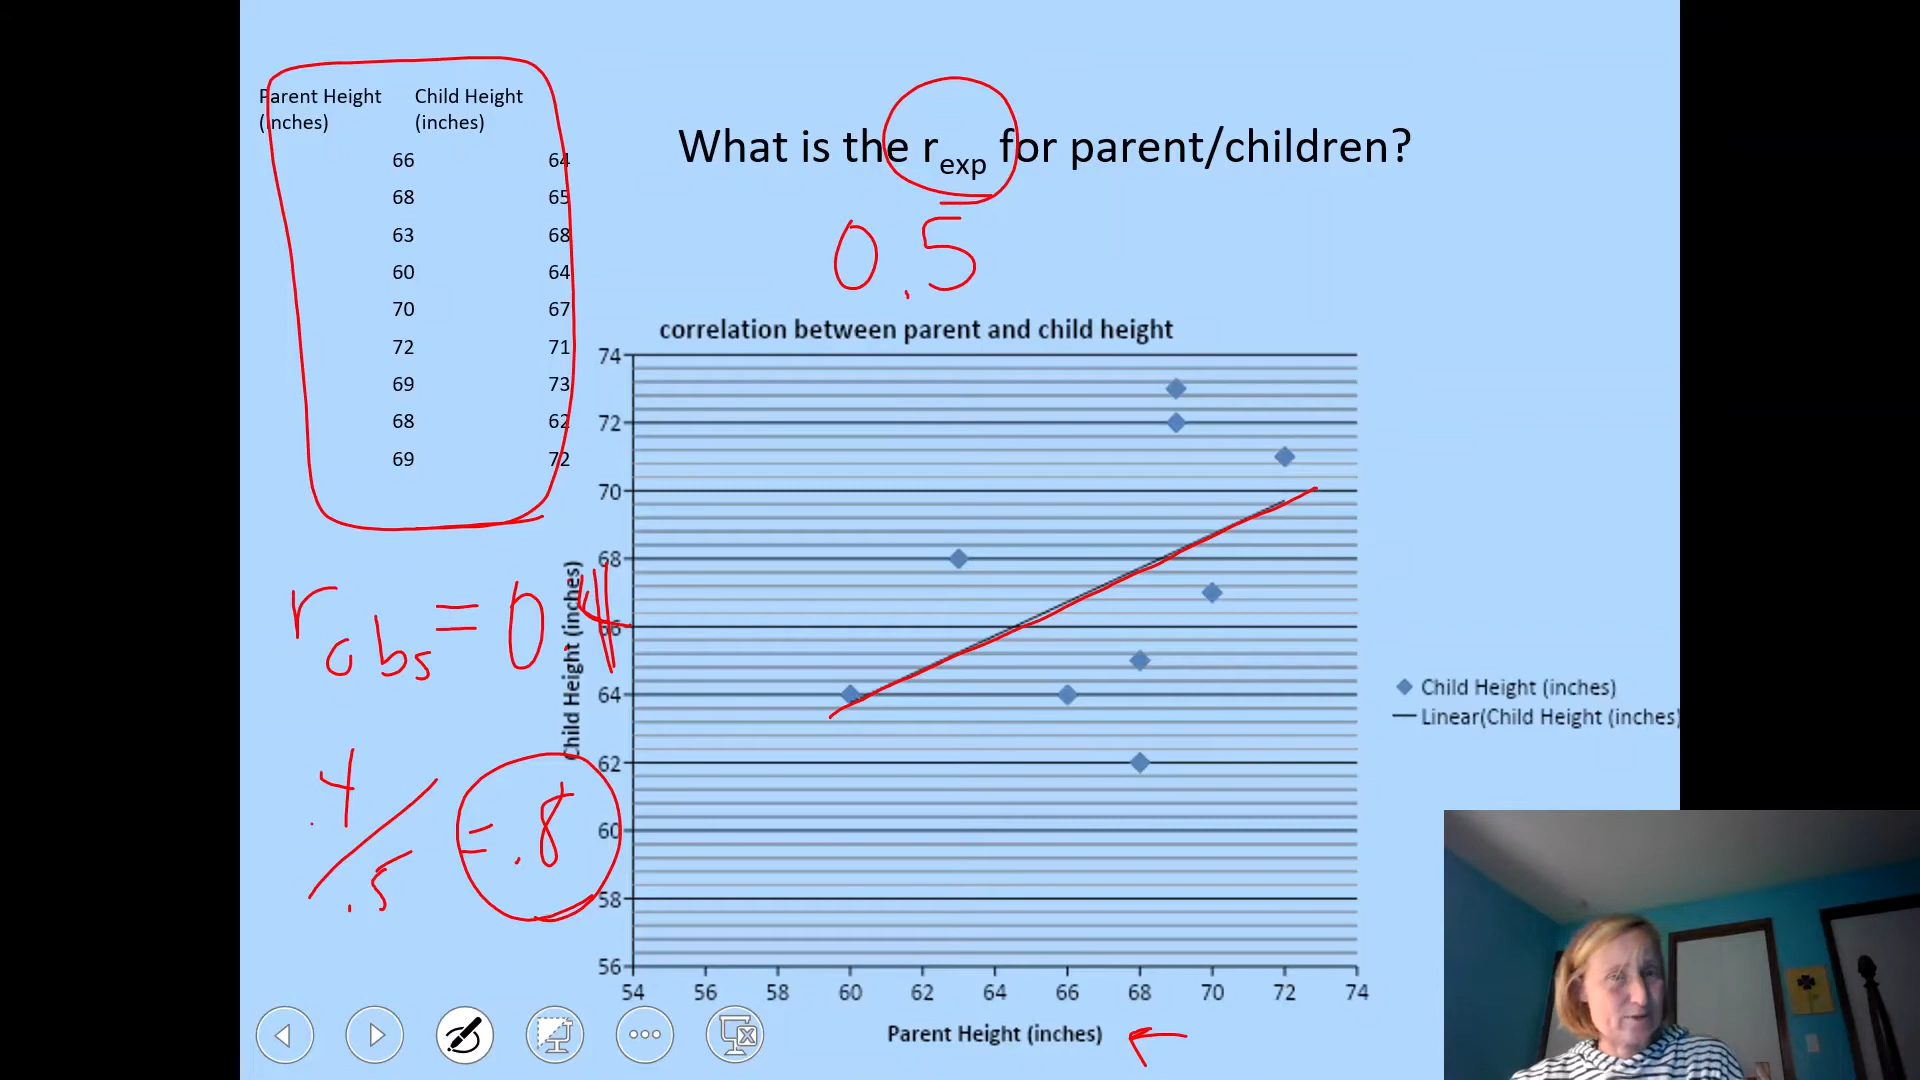 Parent Height Child Height
(inches) (inches)
66 64
68 65
63 68
60 64
70 67
72 71
69 73
68 62
69 72
What is the rexp for parent/children?
0.5
robs = 0.4
.4/.5 = .8
correlation between parent and child height
74
72
70
68
66
64
62
60
58
56
Child Height (inches)
54 56 58 60 62 64 66 68 70 72 74
Parent Height (inches)
Child Height (inches)
Linear(Child Height (inches)